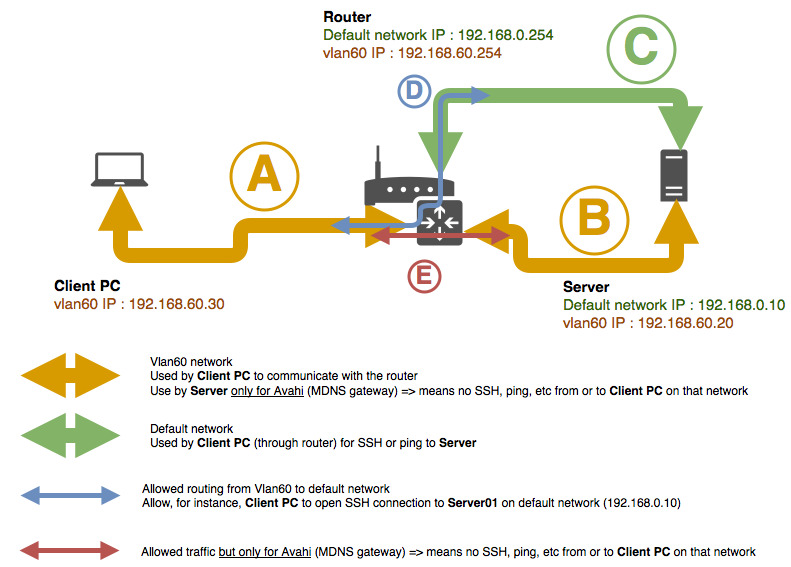 Router
Default network IP : 192.168.0.254
vlan60 IP : 192.168.60.254
C
D
A
B
E
Client PC
vlan60 IP : 192.168.60.30
Server
Default network IP : 192.168.0.10
vlan60 IP : 192.168.60.20
Vlan60 network
Used by Client PC to communicate with the router
Use by Server only for Avahi (MDNS gateway) => means no SSH, ping, etc from or to Client PC on that network
Default network
Used by Client PC (through router) for SSH or ping to Server
Allowed routing from Vlan60 to default network
Allow, for instance, Client PC to open SSH connection to Server01 on default network (192.168.0.10)
Allowed traffic but only for Avahi (MDNS gateway) => means no SSH, ping, etc from or to Client PC on that network